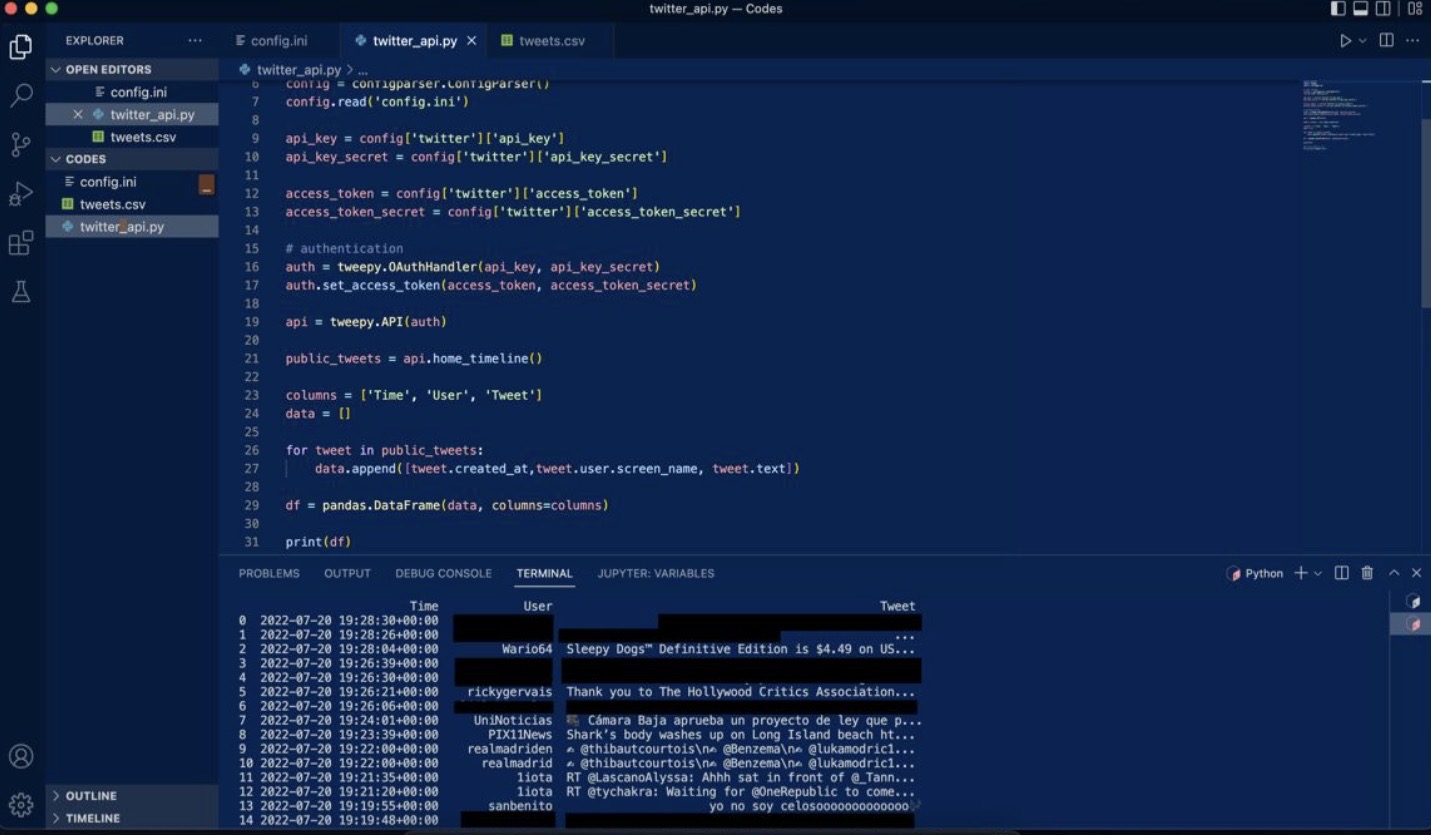 twitter_api.py — Codes
EXPLORER
config.ini
twitter_api.py
tweets.csv
OPEN EDITORS
config.ini
twitter_api.py
tweets.csv
CODES
config.ini
tweets.csv
twitter_api.py
OUTLINE
TIMELINE
twitter_api.py > ...
6 config = configparser.ConfigParser()
7 config.read('config.ini')
8
9 api_key = config['twitter']['api_key']
10 api_key_secret = config['twitter']['api_key_secret']
11
12 access_token = config['twitter']['access_token']
13 access_token_secret = config['twitter']['access_token_secret']
14
15 # authentication
16 auth = tweepy.OAuthHandler(api_key, api_key_secret)
17 auth.set_access_token(access_token, access_token_secret)
18
19 api = tweepy.API(auth)
20
21 public_tweets = api.home_timeline()
22
23 columns = ['Time', 'User', 'Tweet']
24 data = []
25
26 for tweet in public_tweets:
27 data.append([tweet.created_at,tweet.user.screen_name, tweet.text])
28
29 df = pandas.DataFrame(data, columns=columns)
30
31 print(df)
PROBLEMS OUTPUT DEBUG CONSOLE TERMINAL JUPYTER: VARIABLES Python
Time User Tweet
0 2022-07-20 19:28:30+00:00
1 2022-07-20 19:28:26+00:00 ...
2 2022-07-20 19:28:04+00:00 Wario64 Sleepy Dogs™ Definitive Edition is $4.49 on US...
3 2022-07-20 19:26:39+00:00
4 2022-07-20 19:26:30+00:00
5 2022-07-20 19:26:21+00:00 rickygervais Thank you to The Hollywood Critics Association...
6 2022-07-20 19:26:06+00:00
7 2022-07-20 19:24:01+00:00 UniNoticias Cámara Baja aprueba un proyecto de ley que p...
8 2022-07-20 19:23:39+00:00 PIX11News Shark's body washes up on Long Island beach ht...
9 2022-07-20 19:22:00+00:00 realmadriden ✍ @thibautcourtois\n✍ @Benzema\n✍ @lukamodric1...
10 2022-07-20 19:22:00+00:00 realmadrid ✍ @thibautcourtois\n✍ @Benzema\n✍ @lukamodric1...
11 2022-07-20 19:21:35+00:00 1iota RT @LascanoAlyssa: Ahhh sat in front of @_Tann...
12 2022-07-20 19:21:20+00:00 1iota RT @tychakra: Waiting for @OneRepublic to come...
13 2022-07-20 19:19:55+00:00 sanbenito yo no soy celosooooooooooooo
14 2022-07-20 19:19:48+00:00